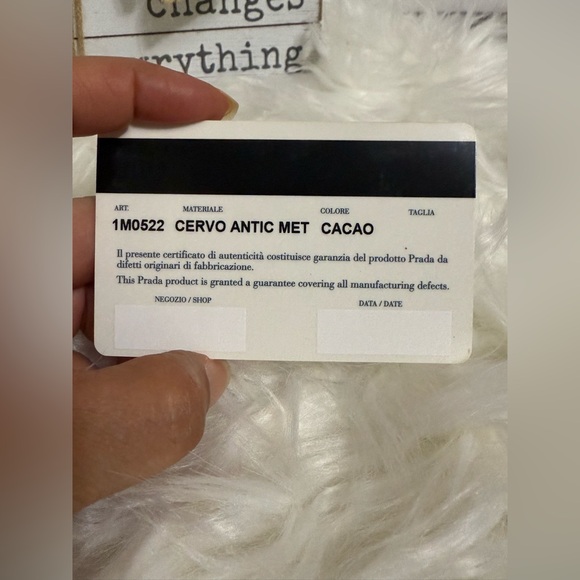 changes
everything
ART. MATERIALE COLORE TAGLIA
1M0522 CERVO ANTIC MET CACAO
Il presente certificato di autenticità costituisce garanzia del prodotto Prada da
difetti originari di fabbricazione.
This Prada product is granted a guarantee covering all manufacturing defects.
NEGOZIO / SHOP DATA / DATE